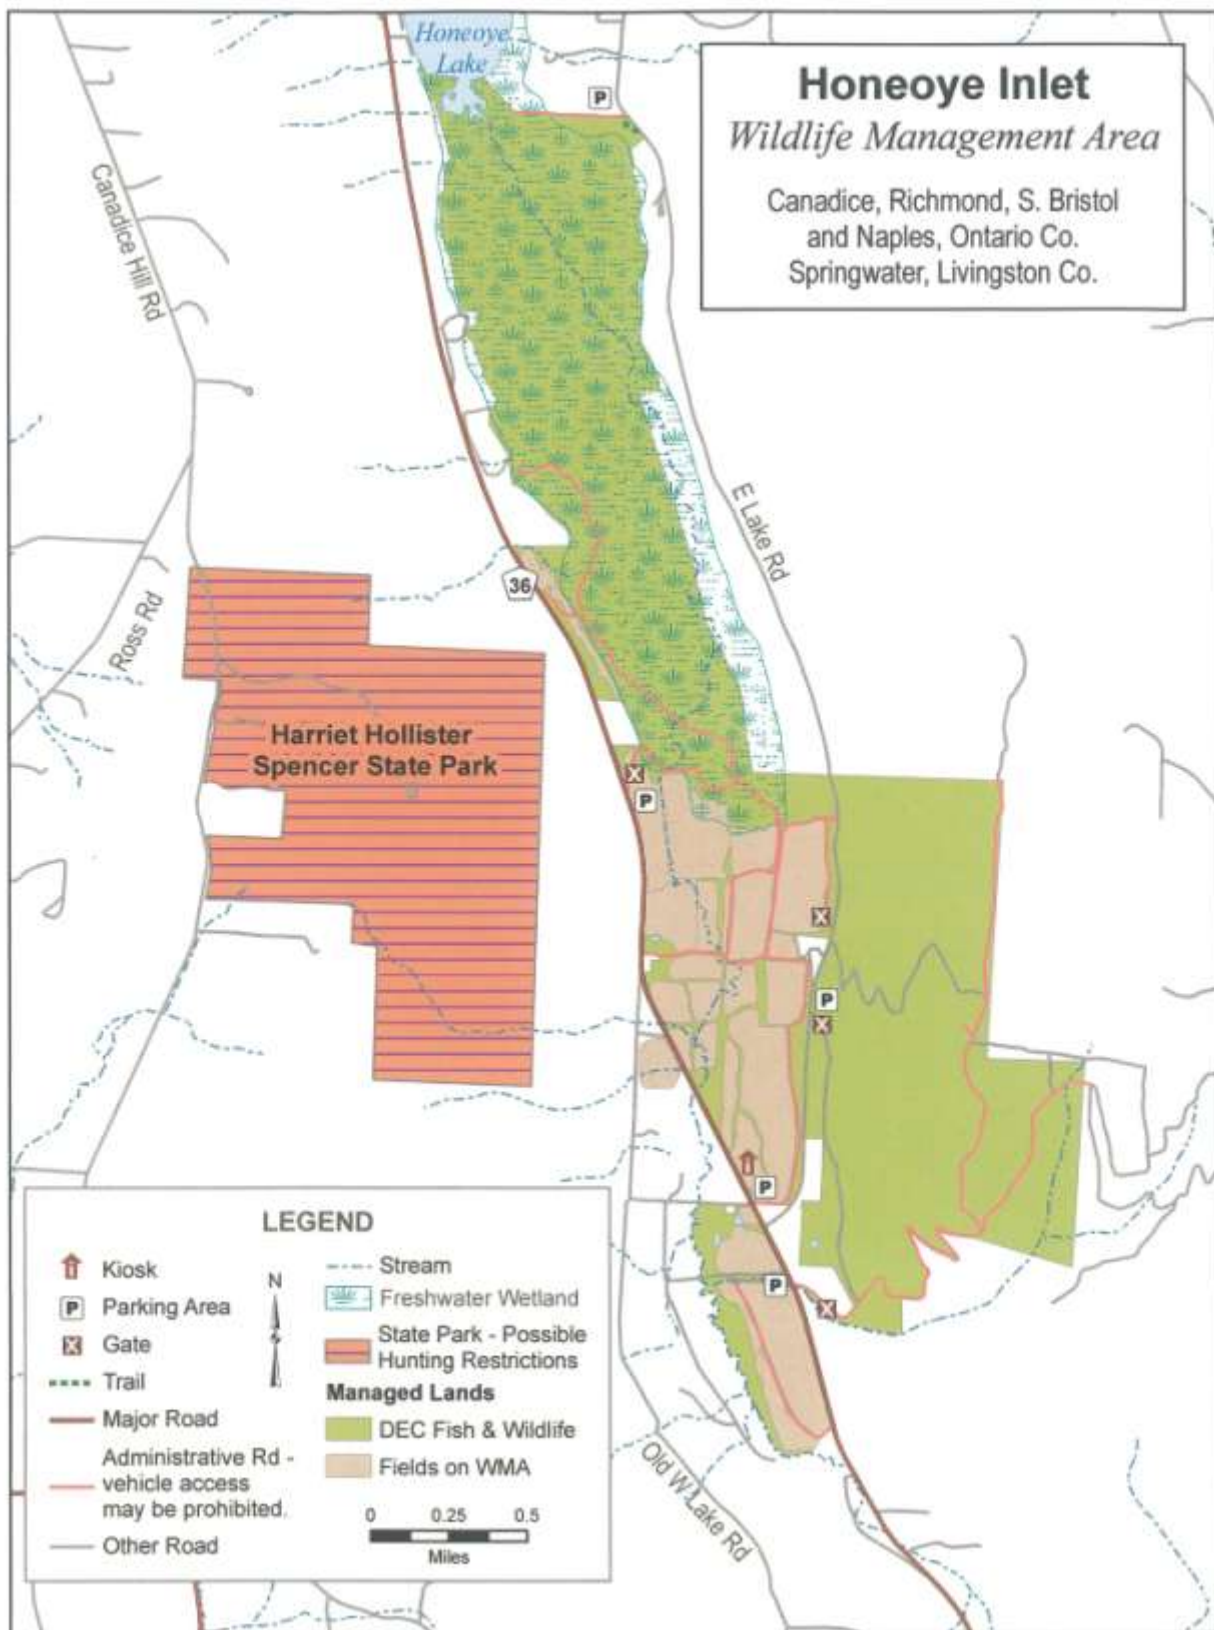 Honeoye
Lake
P
Honeoye Inlet
Wildlife Management Area
Canadice, Richmond, S. Bristol
and Naples, Ontario Co.
Springwater, Livingston Co.
Canadice Hill Rd
E Lake Rd
36
Ross Rd
Harriet Hollister
Spencer State Park
X
P
X
P
X
P
P
X
Old W Lake Rd
LEGEND
Kiosk
P Parking Area
X Gate
Trail
Major Road
Administrative Rd -
vehicle access
may be prohibited.
Other Road
N
Stream
Freshwater Wetland
State Park - Possible
Hunting Restrictions
Managed Lands
DEC Fish & Wildlife
Fields on WMA
0 0.25 0.5
Miles